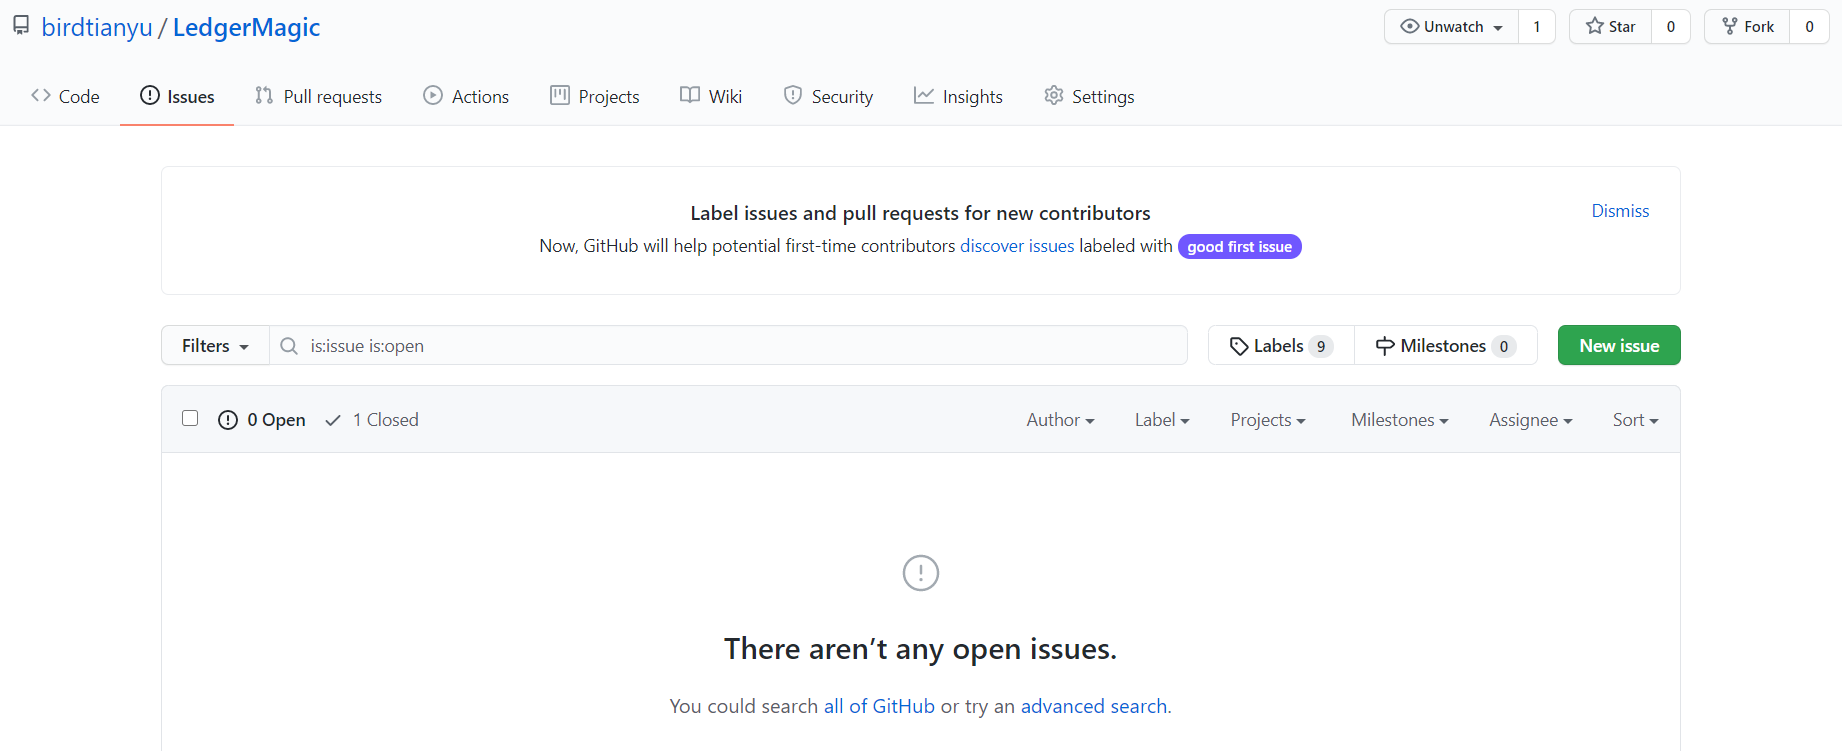 birdtianyu / LedgerMagic
Unwatch 1 Star 0 Fork 0
Code Issues Pull requests Actions Projects Wiki Security Insights Settings
Label issues and pull requests for new contributors
Dismiss
Now, GitHub will help potential first-time contributors discover issues labeled with good first issue
Filters is:issue is:open Labels 9 Milestones 0 New issue
0 Open 1 Closed Author Label Projects Milestones Assignee Sort
There aren’t any open issues.
You could search all of GitHub or try an advanced search.